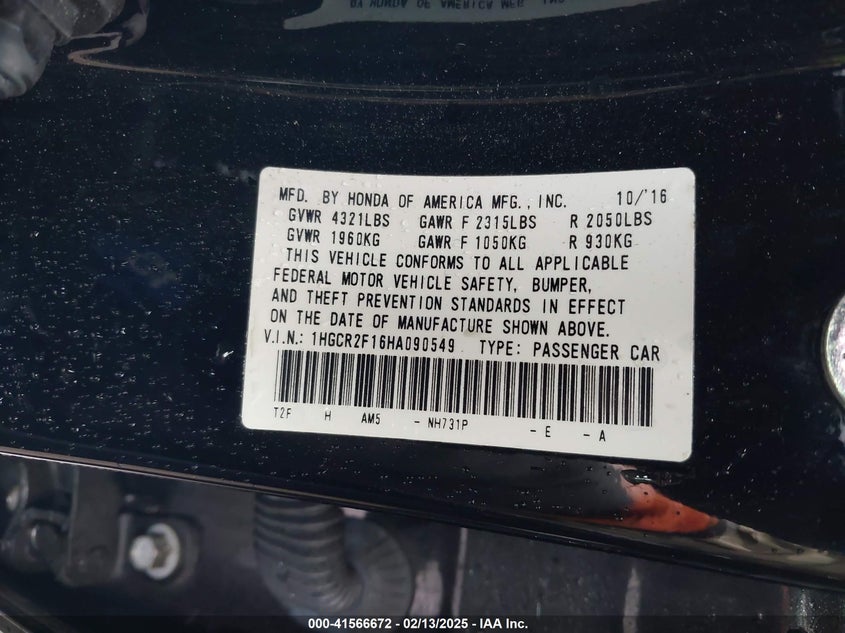 MFD. BY HONDA OF AMERICA MFG., INC. 10/'16
GVWR 4321LBS GAWR F 2315LBS R 2050LBS
GVWR 1960KG GAWR F 1050KG R 930KG
THIS VEHICLE CONFORMS TO ALL APPLICABLE
FEDERAL MOTOR VEHICLE SAFETY, BUMPER,
AND THEFT PREVENTION STANDARDS IN EFFECT
ON THE DATE OF MANUFACTURE SHOWN ABOVE.
V.I.N.: 1HGCR2F16HA090549 TYPE: PASSENGER CAR
T2F H AM5 - NH731P - E - A
000-41566672 — 02/13/2025 — IAA Inc.